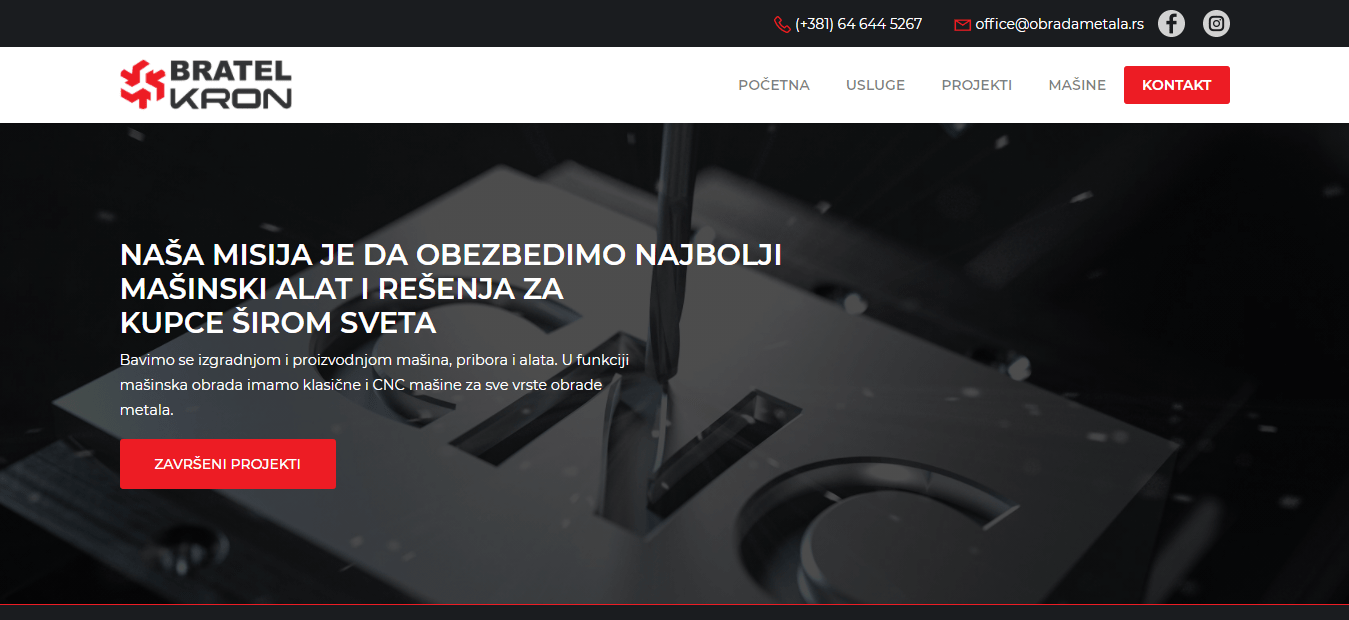 (+381) 64 644 5267
office@obradametala.rs
BRATEL
KRON
POČETNA
USLUGE
PROJEKTI
MAŠINE
KONTAKT
NAŠA MISIJA JE DA OBEZBEDIMO NAJBOLJI
MAŠINSKI ALAT I REŠENJA ZA
KUPCE ŠIROM SVETA
Bavimo se izgradnjom i proizvodnjom mašina, pribora i alata. U funkciji
mašinska obrada imamo klasične i CNC mašine za sve vrste obrade
metala.
ZAVRŠENI PROJEKTI
CNC